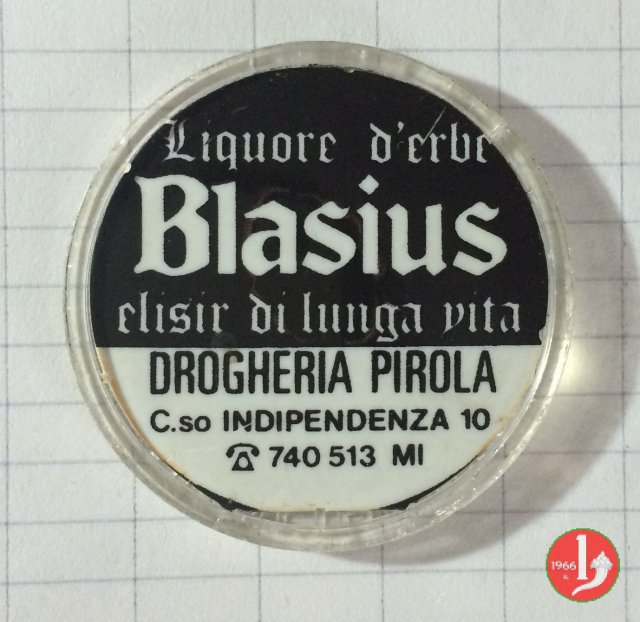 Liquore d'erbe
Blasius
elisir di lunga vita
DROGHERIA PIROLA
C.so INDIPENDENZA 10
☎ 740 513 MI
1966
R.